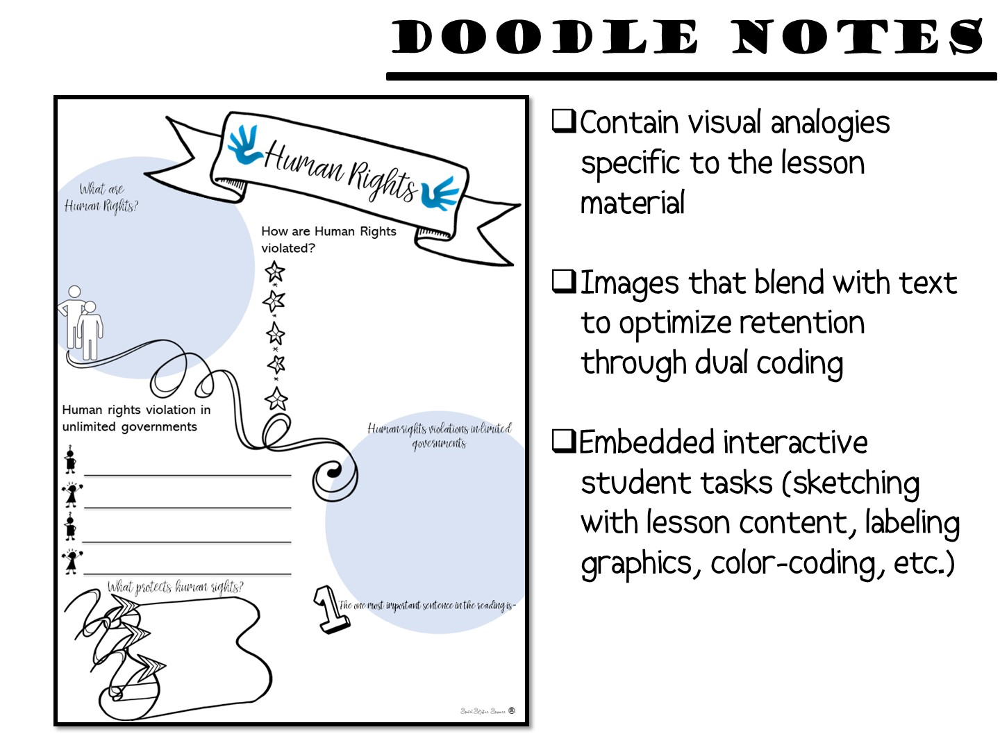 DOODLE NOTES
Human Rights
What are
Human Rights?
How are Human Rights
violated?
Human rights violation in
unlimited governments
Human rights violations in limited
governments
What protects human rights?
1
The one most important sentence in the reading is-
®
Contain visual analogies
specific to the lesson
material
Images that blend with text
to optimize retention
through dual coding
Embedded interactive
student tasks (sketching
with lesson content, labeling
graphics, color-coding, etc.)